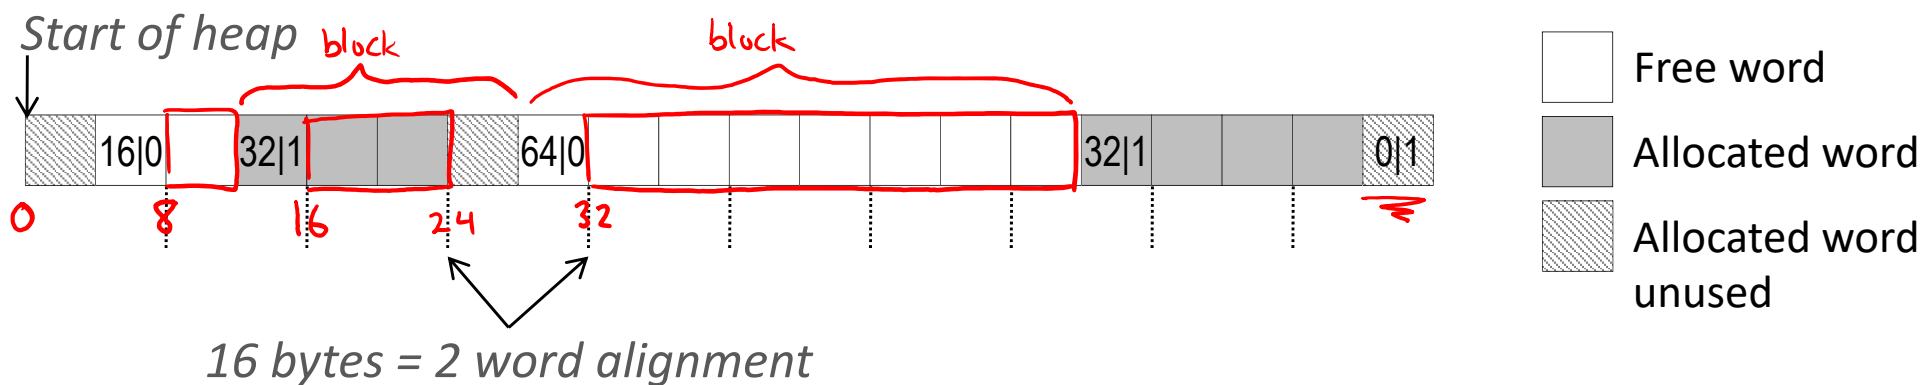 Start of heap
block
block
Free word
16|0
32|1
64|0
32|1
0|1
Allocated word
0
8
16
24
32
Allocated word
unused
16 bytes = 2 word alignment